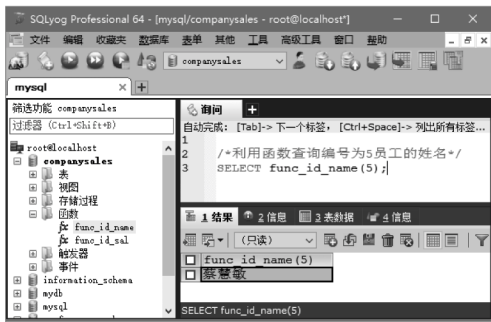 SQLyog Professional 64 - [mysql/companysales - root@localhost*]
文件 编辑 收藏夹 数据库 表单 其他 工具 高级工具 窗口 帮助
companysales
mysql
筛选功能 companysales
过滤器 (Ctrl+Shift+B)
root@localhost
companysales
表
视图
存储过程
函数
func_id_name
func_id_sal
触发器
事件
information_schema
mydb
mysql
询问
自动完成: [Tab]-> 下一个标签, [Ctrl+Space]-> 列出所有标签...
1
2 /*利用函数查询编号为5员工的姓名*/
3 SELECT func_id_name(5);
1 结果 2 信息 3 表数据 4 信息
(只读)
func_id_name(5)
蔡慧敏
SELECT func_id_name(5)